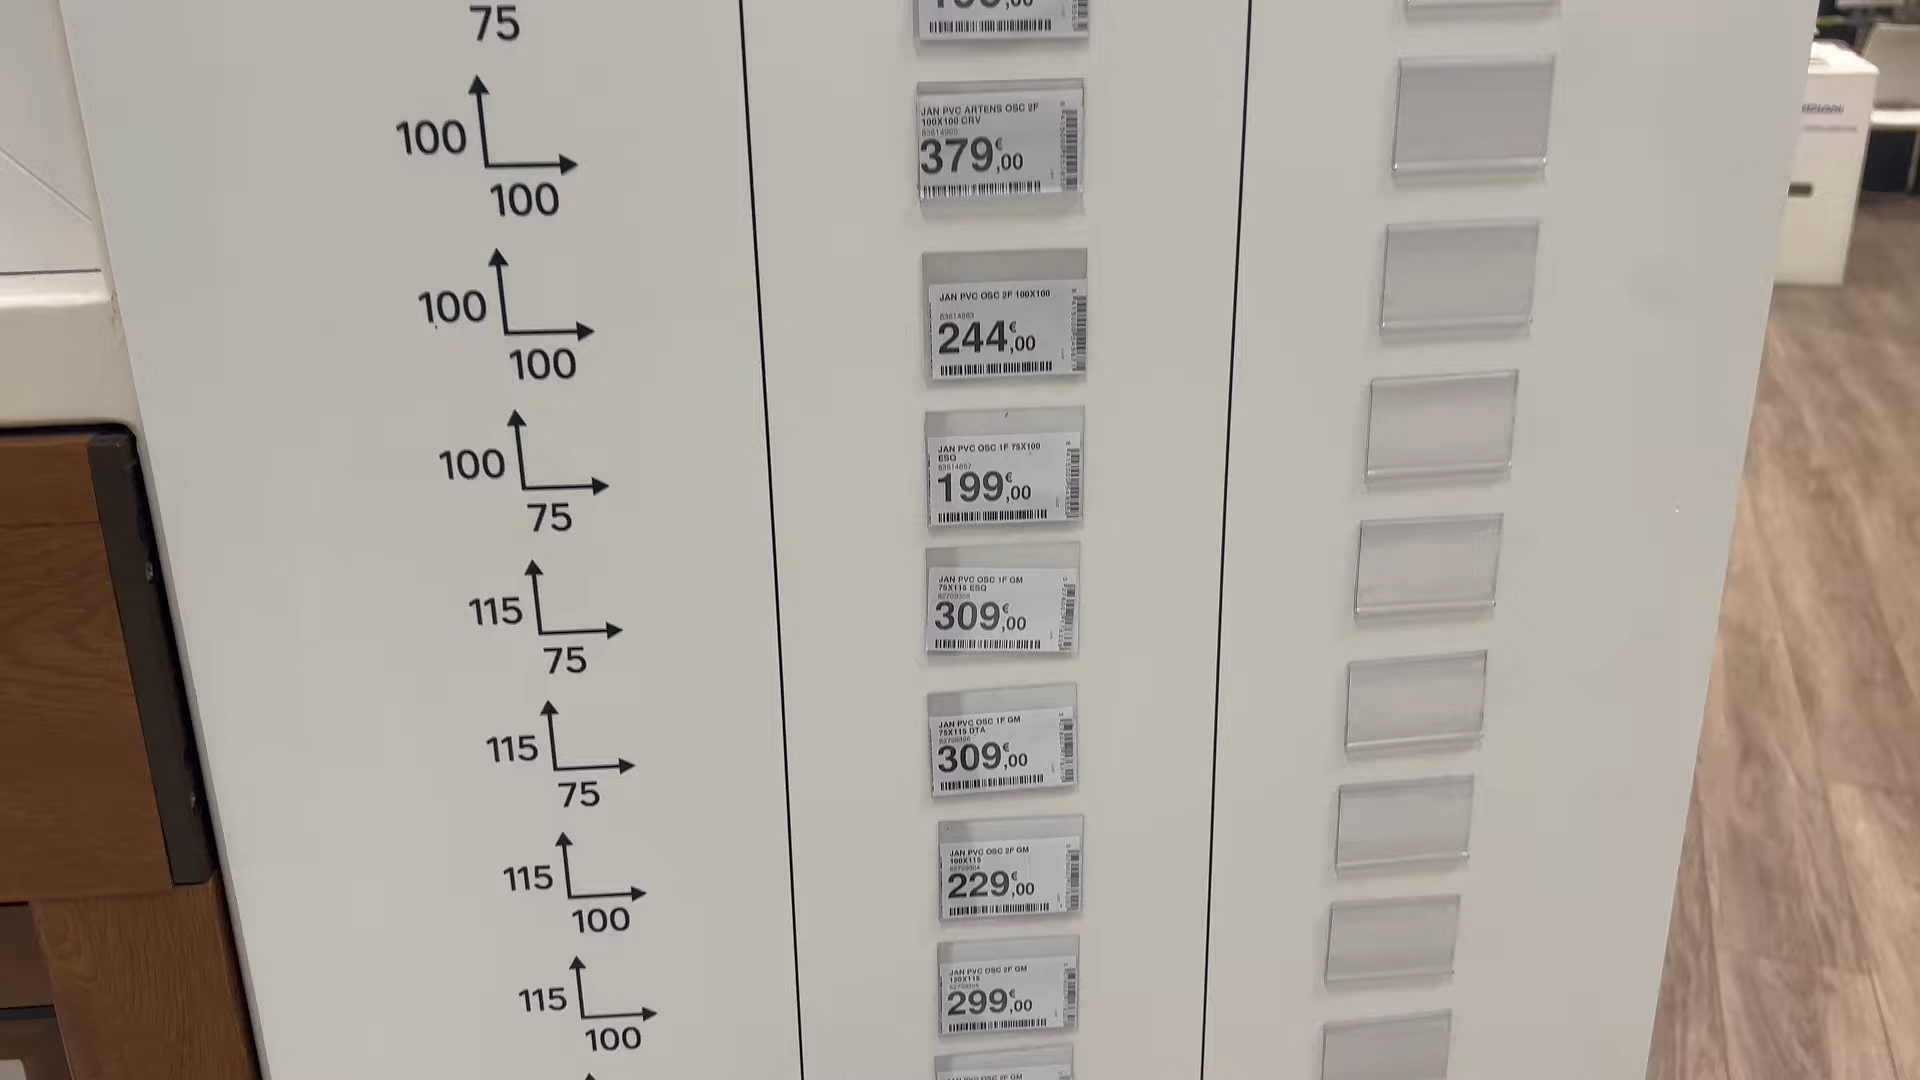 75
100
100
JAN PVC ARTENS OSC 2F
100X100 CRV
379,€00
100
100
JAN PVC OSC 2F 100X100
83614863
244,€00
100
75
JAN PVC OSC 1F 75X100
ESQ
83614857
199,€00
115
75
JAN PVC OSC 1F GM
75X115 ESQ
309,€00
115
75
JAN PVC OSC 1F GM
75X115 DTA
309,€00
115
100
JAN PVC OSC 2F GM
100X115
229,€00
115
100
JAN PVC OSC 2F GM
299,€00